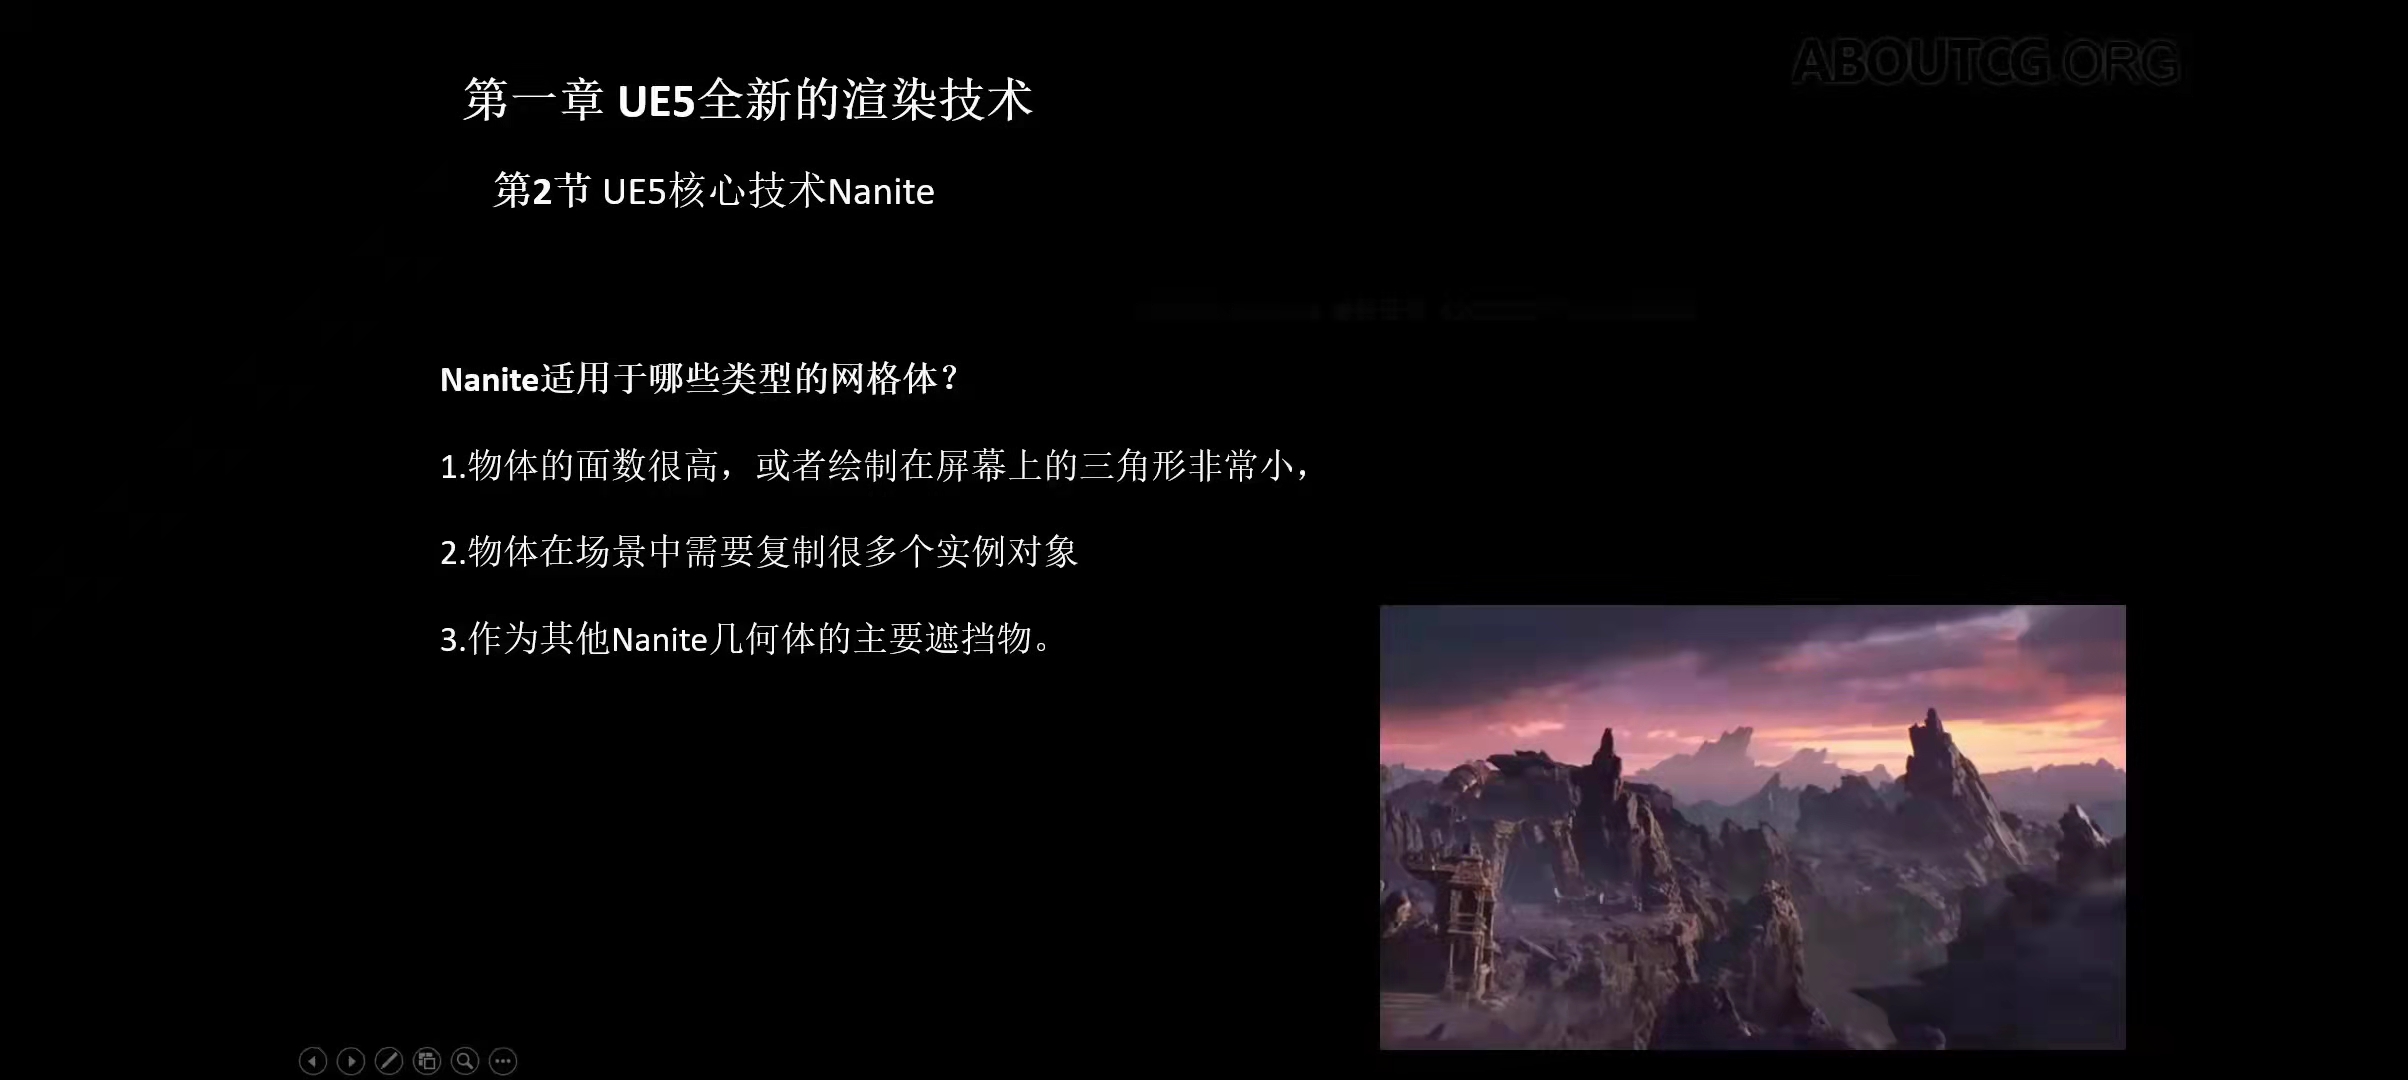 ABOUTCG.ORG
第一章 UE5全新的渲染技术
第2节 UE5核心技术Nanite
Nanite适用于哪些类型的网格体？
1.物体的面数很高，或者绘制在屏幕上的三角形非常小，
2.物体在场景中需要复制很多个实例对象
3.作为其他Nanite几何体的主要遮挡物。